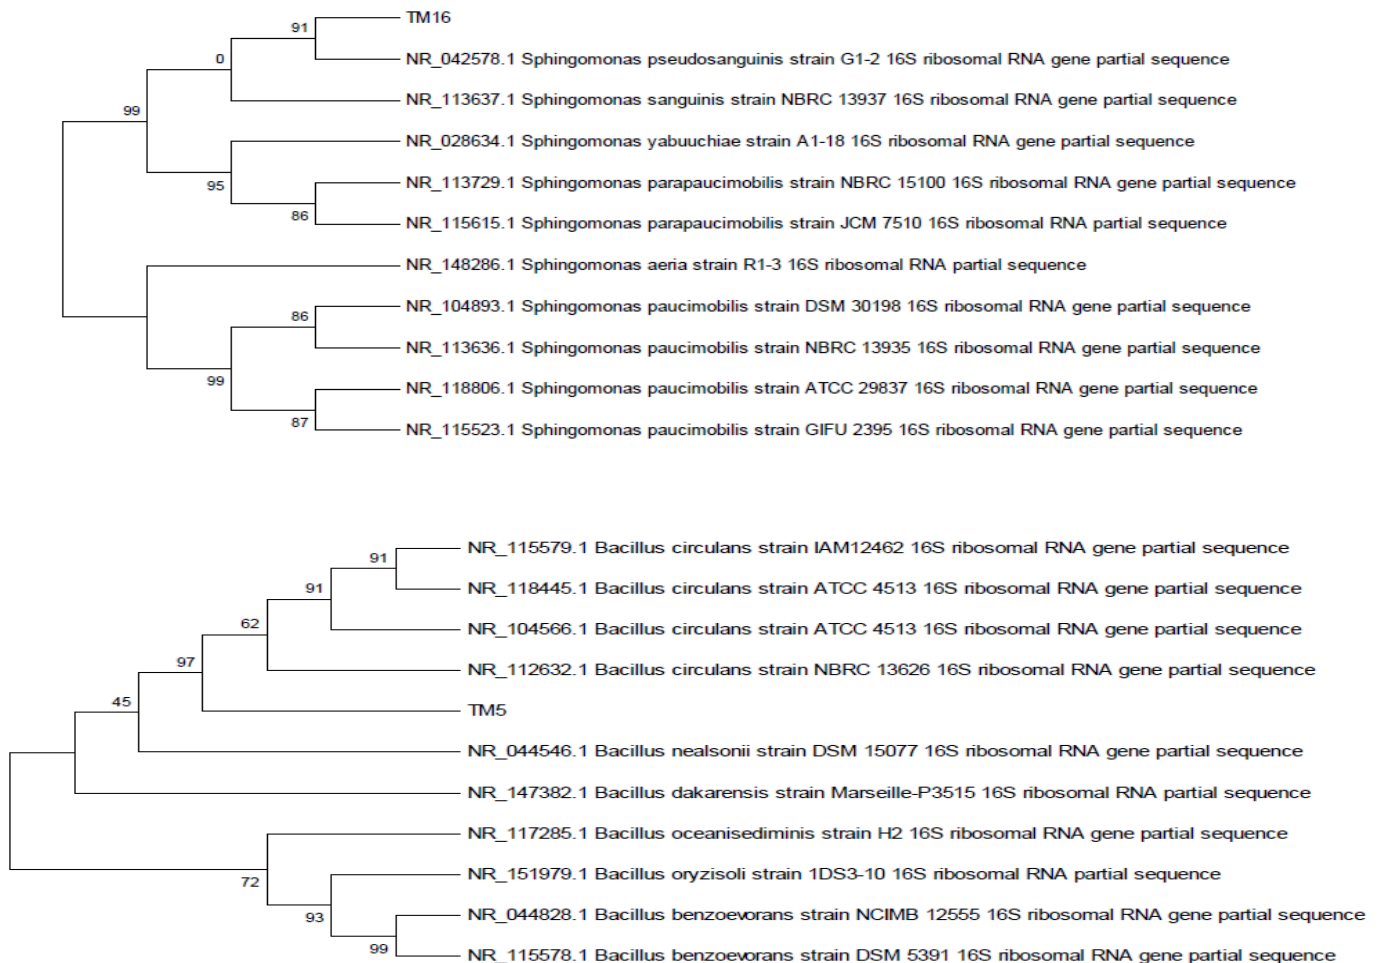 91
TM16
0
NR_042578.1 Sphingomonas pseudosanguinis strain G1-2 16S ribosomal RNA gene partial sequence
NR_113637.1 Sphingomonas sanguinis strain NBRC 13937 16S ribosomal RNA gene partial sequence
99
NR_028634.1 Sphingomonas yabuuchiae strain A1-18 16S ribosomal RNA gene partial sequence
95
NR_113729.1 Sphingomonas parapaucimobilis strain NBRC 15100 16S ribosomal RNA gene partial sequence
86
NR_115615.1 Sphingomonas parapaucimobilis strain JCM 7510 16S ribosomal RNA partial sequence
NR_148286.1 Sphingomonas aeria strain R1-3 16S ribosomal RNA partial sequence
86
NR_104893.1 Sphingomonas paucimobilis strain DSM 30198 16S ribosomal RNA gene partial sequence
NR_113636.1 Sphingomonas paucimobilis strain NBRC 13935 16S ribosomal RNA gene partial sequence
99
NR_118806.1 Sphingomonas paucimobilis strain ATCC 29837 16S ribosomal RNA gene partial sequence
87
NR_115523.1 Sphingomonas paucimobilis strain GIFU 2395 16S ribosomal RNA gene partial sequence
91
NR_115579.1 Bacillus circulans strain IAM12462 16S ribosomal RNA gene partial sequence
91
NR_118445.1 Bacillus circulans strain ATCC 4513 16S ribosomal RNA gene partial sequence
62
NR_104566.1 Bacillus circulans strain ATCC 4513 16S ribosomal RNA gene partial sequence
97
NR_112632.1 Bacillus circulans strain NBRC 13626 16S ribosomal RNA gene partial sequence
45
TM5
NR_044546.1 Bacillus nealsonii strain DSM 15077 16S ribosomal RNA gene partial sequence
NR_147382.1 Bacillus dakarensis strain Marseille-P3515 16S ribosomal RNA partial sequence
NR_117285.1 Bacillus oceanisediminis strain H2 16S ribosomal RNA gene partial sequence
72
NR_151979.1 Bacillus oryzisoli strain 1DS3-10 16S ribosomal RNA partial sequence
93
NR_044828.1 Bacillus benzoevorans strain NCIMB 12555 16S ribosomal RNA gene partial sequence
99
NR_115578.1 Bacillus benzoevorans strain DSM 5391 16S ribosomal RNA gene partial sequence